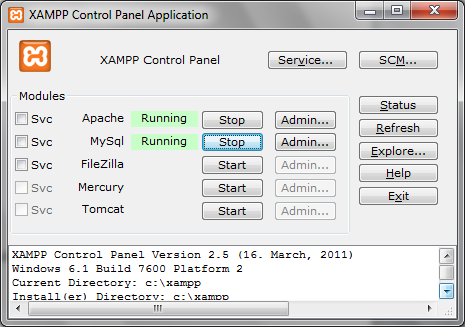 XAMPP Control Panel Application
XAMPP Control Panel Service... SCM...
Modules
Svc Apache Running Stop Admin... Status
Svc MySql Running Stop Admin... Refresh
Svc FileZilla Start Admin... Explore...
Svc Mercury Start Admin... Help
Svc Tomcat Start Admin... Exit
XAMPP Control Panel Version 2.5 (16. March, 2011)
Windows 6.1 Build 7600 Platform 2
Current Directory: c:\xampp
Install(er) Directory: c:\xampp